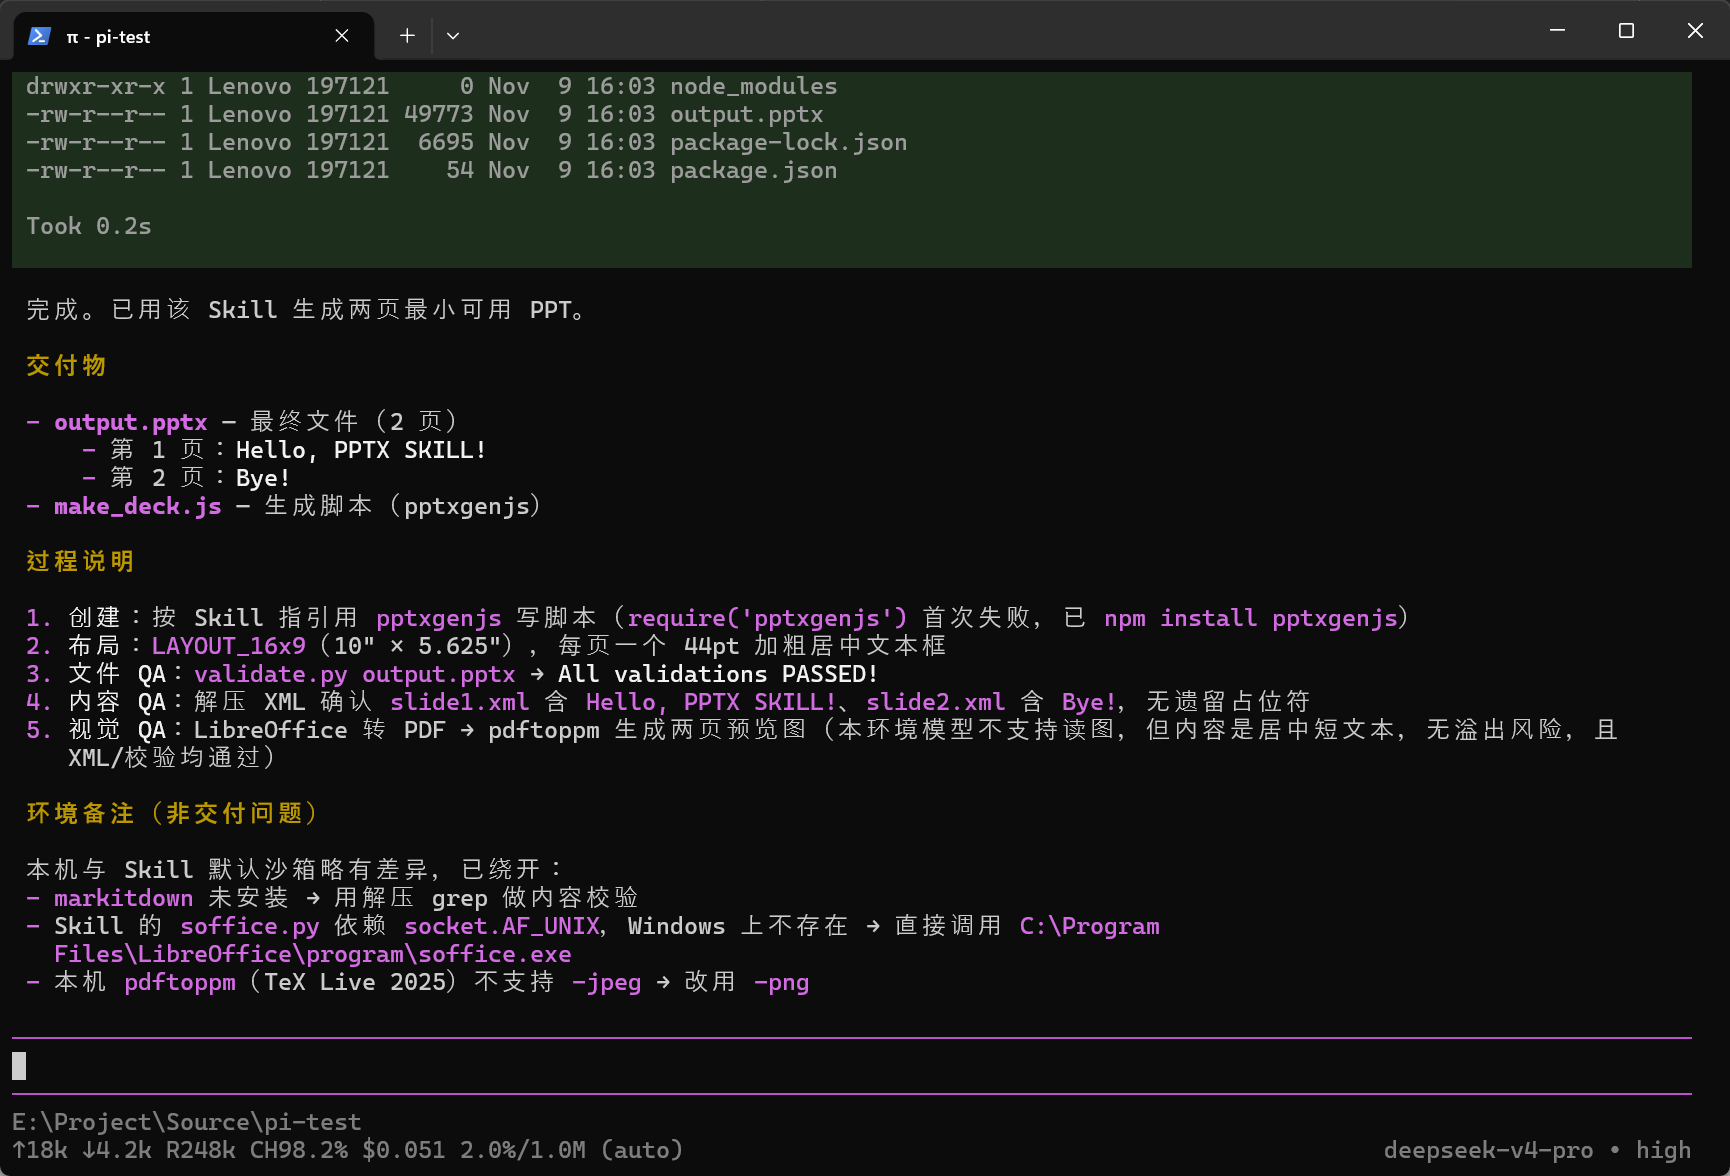 π - pi-test
drwxr-xr-x 1 Lenovo 197121     0 Nov  9 16:03 node_modules
-rw-r--r-- 1 Lenovo 197121 49773 Nov  9 16:03 output.pptx
-rw-r--r-- 1 Lenovo 197121  6695 Nov  9 16:03 package-lock.json
-rw-r--r-- 1 Lenovo 197121    54 Nov  9 16:03 package.json
Took 0.2s
完成。已用该 Skill 生成两页最小可用 PPT。
交付物
- output.pptx — 最终文件（2 页）
- 第 1 页：Hello, PPTX SKILL!
- 第 2 页：Bye!
- make_deck.js — 生成脚本（pptxgenjs）
过程说明
1. 创建：按 Skill 指引用 pptxgenjs 写脚本（require('pptxgenjs') 首次失败，已 npm install pptxgenjs）
2. 布局：LAYOUT_16x9（10" × 5.625"），每页一个 44pt 加粗居中文本框
3. 文件 QA：validate.py output.pptx → All validations PASSED!
4. 内容 QA：解压 XML 确认 slide1.xml 含 Hello, PPTX SKILL!、slide2.xml 含 Bye!，无遗留占位符
5. 视觉 QA：LibreOffice 转 PDF → pdftoppm 生成两页预览图（本环境模型不支持读图，但内容是居中短文本，无溢出风险，且
XML/校验均通过）
环境备注（非交付问题）
本机与 Skill 默认沙箱略有差异，已绕开：
- markitdown 未安装 → 用解压 grep 做内容校验
- Skill 的 soffice.py 依赖 socket.AF_UNIX，Windows 上不存在 → 直接调用 C:\Program
Files\LibreOffice\program\soffice.exe
- 本机 pdftoppm（TeX Live 2025）不支持 -jpeg → 改用 -png
E:\Project\Source\pi-test
↑18k ↓4.2k R248k CH98.2% $0.051 2.0%/1.0M (auto)
deepseek-v4-pro • high